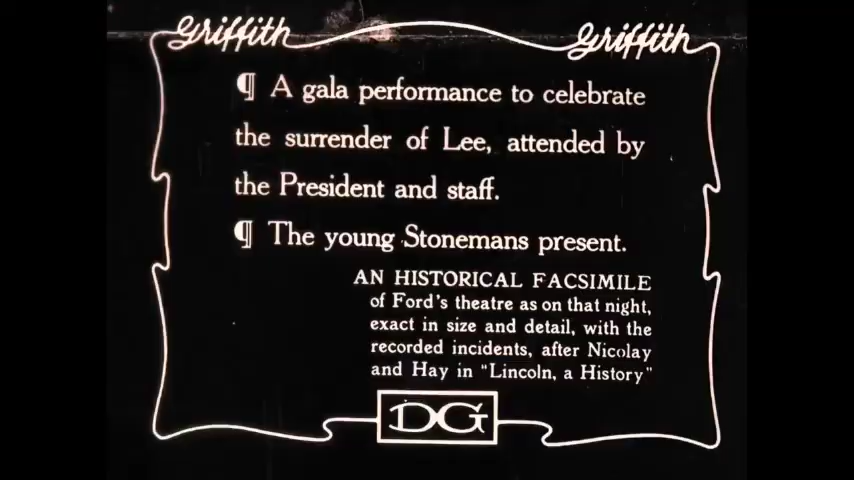 Griffith Griffith
¶ A gala performance to celebrate
the surrender of Lee, attended by
the President and staff.
¶ The young Stonemans present.
AN HISTORICAL FACSIMILE
of Ford's theatre as on that night,
exact in size and detail, with the
recorded incidents, after Nicolay
and Hay in "Lincoln, a History"
DG